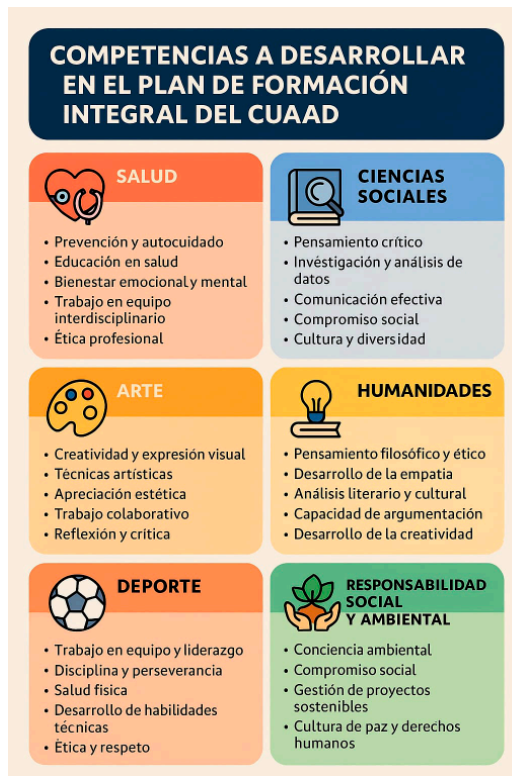 COMPETENCIAS A DESARROLLAR
EN EL PLAN DE FORMACIÓN
INTEGRAL DEL CUAAD
SALUD
• Prevención y autocuidado
• Educación en salud
• Bienestar emocional y mental
• Trabajo en equipo
interdisciplinario
• Ética profesional
CIENCIAS
SOCIALES
• Pensamiento crítico
• Investigación y análisis de
datos
• Comunicación efectiva
• Compromiso social
• Cultura y diversidad
ARTE
• Creatividad y expresión visual
• Técnicas artísticas
• Apreciación estética
• Trabajo colaborativo
• Reflexión y crítica
HUMANIDADES
• Pensamiento filosófico y ético
• Desarrollo de la empatia
• Análisis literario y cultural
• Capacidad de argumentación
• Desarrollo de la creatividad
DEPORTE
• Trabajo en equipo y liderazgo
• Disciplina y perseverancia
• Salud fisica
• Desarrollo de habilidades
técnicas
• Ètica y respeto
RESPONSABILIDAD
SOCIAL
Y AMBIENTAL
• Conciencia ambiental
• Compromiso social
• Gestión de proyectos
sostenibles
• Cultura de paz y derechos
humanos